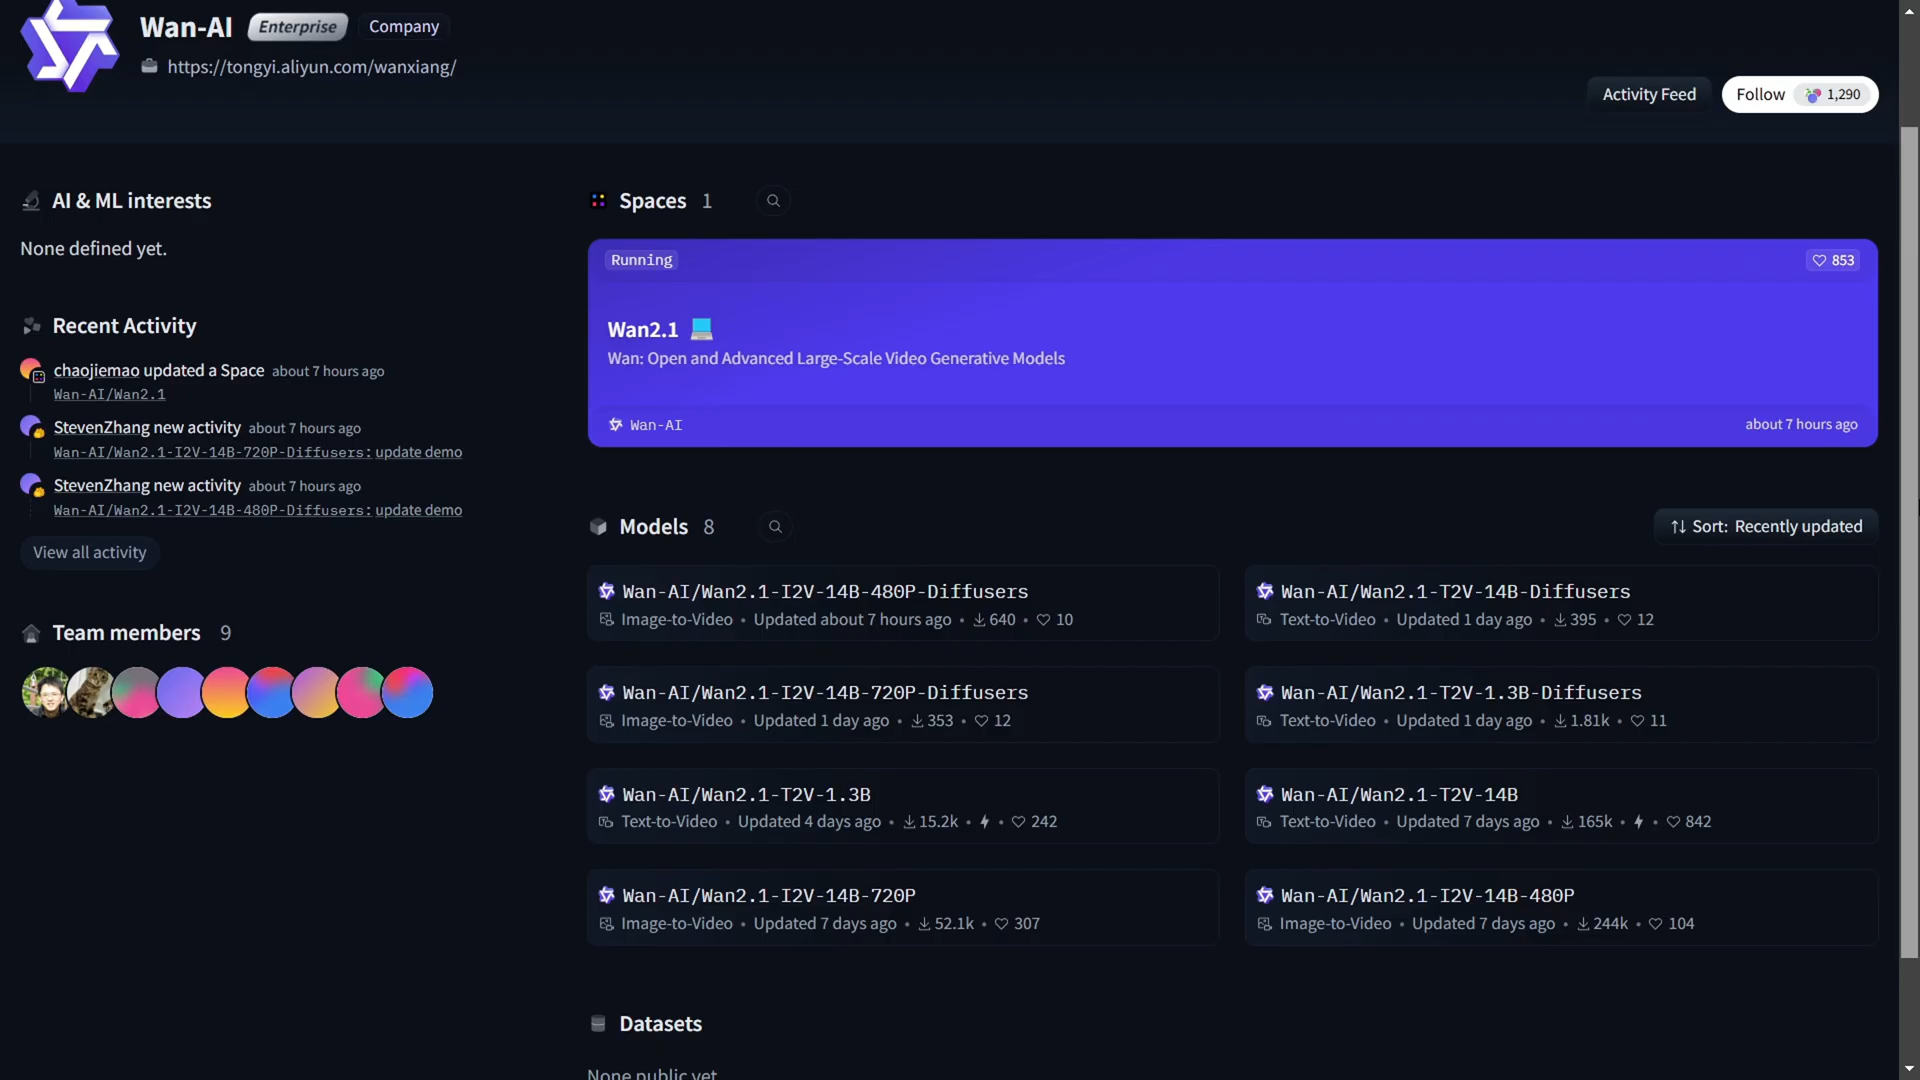 Wan-AI Enterprise Company
https://tongyi.aliyun.com/wanxiang/
Activity Feed
Follow 1,290
AI & ML interests
None defined yet.
Recent Activity
chaojiemao updated a Space about 7 hours ago
Wan-AI/Wan2.1
StevenZhang new activity about 7 hours ago
Wan-AI/Wan2.1-I2V-14B-720P-Diffusers: update demo
StevenZhang new activity about 7 hours ago
Wan-AI/Wan2.1-I2V-14B-480P-Diffusers: update demo
View all activity
Team members 9
Spaces 1
Running
853
Wan2.1
Wan: Open and Advanced Large-Scale Video Generative Models
Wan-AI
about 7 hours ago
Models 8
Sort: Recently updated
Wan-AI/Wan2.1-I2V-14B-480P-Diffusers
Image-to-Video • Updated about 7 hours ago • 640 • 10
Wan-AI/Wan2.1-T2V-14B-Diffusers
Text-to-Video • Updated 1 day ago • 395 • 12
Wan-AI/Wan2.1-I2V-14B-720P-Diffusers
Image-to-Video • Updated 1 day ago • 353 • 12
Wan-AI/Wan2.1-T2V-1.3B-Diffusers
Text-to-Video • Updated 1 day ago • 1.81k • 11
Wan-AI/Wan2.1-T2V-1.3B
Text-to-Video • Updated 4 days ago • 15.2k • • 242
Wan-AI/Wan2.1-T2V-14B
Text-to-Video • Updated 7 days ago • 165k • • 842
Wan-AI/Wan2.1-I2V-14B-720P
Image-to-Video • Updated 7 days ago • 52.1k • 307
Wan-AI/Wan2.1-I2V-14B-480P
Image-to-Video • Updated 7 days ago • 244k • 104
Datasets
None public yet